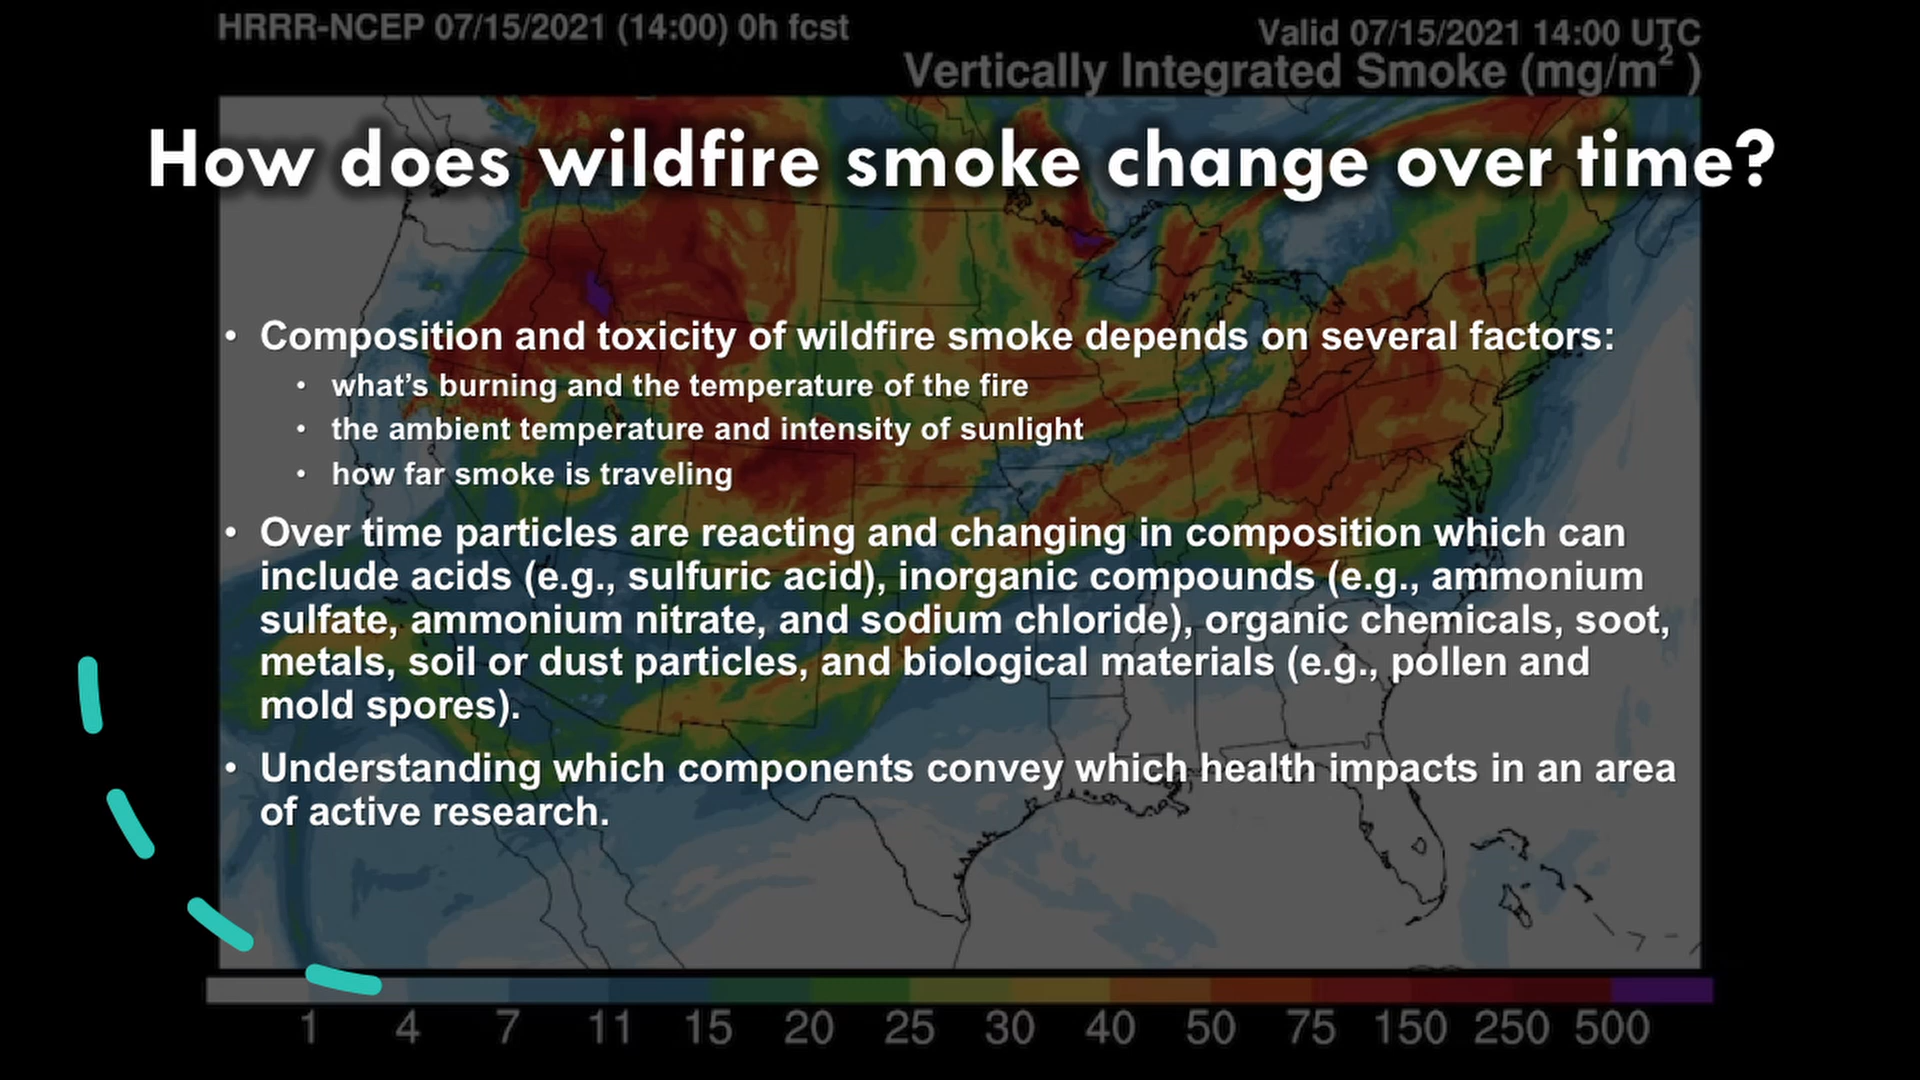 HRRR-NCEP 07/15/2021 (14:00) 0h fcst
Valid 07/15/2021 14:00 UTC
Vertically Integrated Smoke (mg/m² )
How does wildfire smoke change over time?
• Composition and toxicity of wildfire smoke depends on several factors:
• what’s burning and the temperature of the fire
• the ambient temperature and intensity of sunlight
• how far smoke is traveling
• Over time particles are reacting and changing in composition which can
include acids (e.g., sulfuric acid), inorganic compounds (e.g., ammonium
sulfate, ammonium nitrate, and sodium chloride), organic chemicals, soot,
metals, soil or dust particles, and biological materials (e.g., pollen and
mold spores).
• Understanding which components convey which health impacts in an area
of active research.
1 4 7 11 15 20 25 30 40 50 75 150 250 500